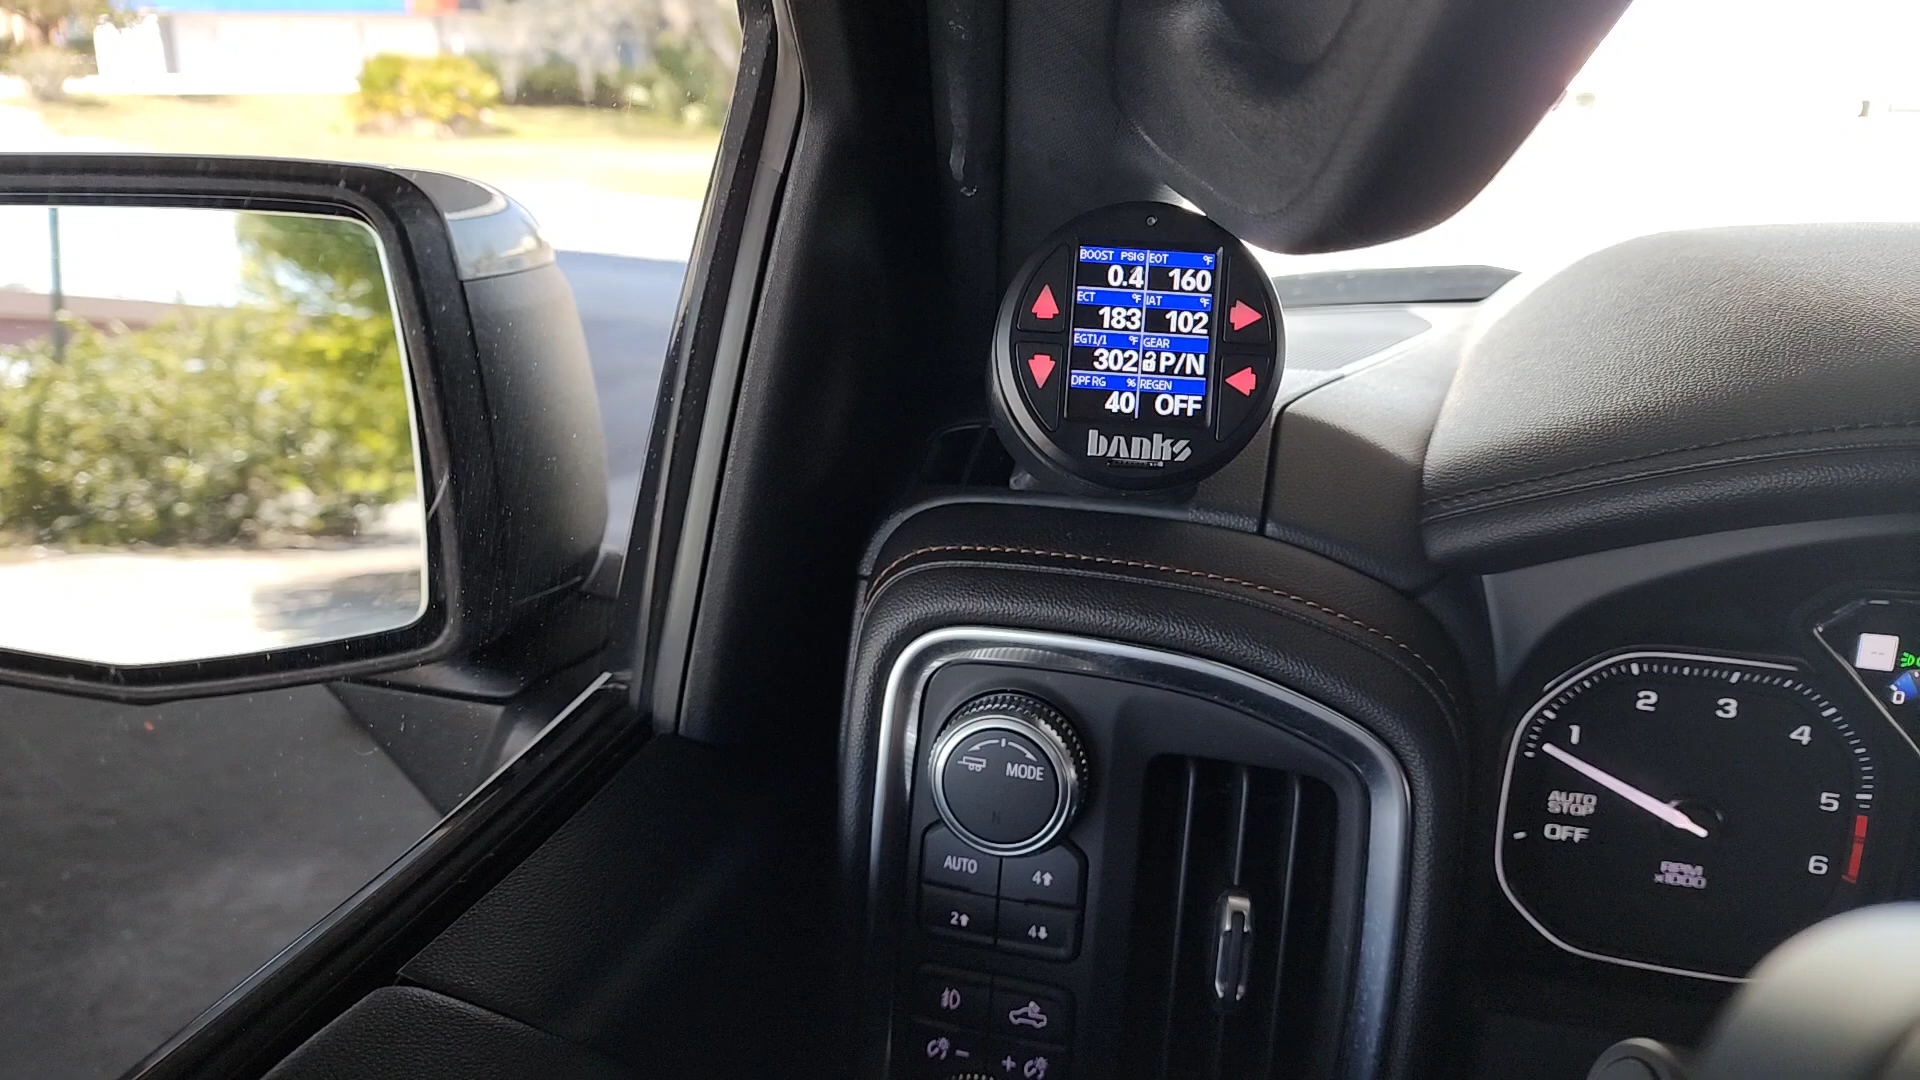 BOOST PSIG EOT °F
0.4 160
ECT °F IAT °F
183 102
EGT1/1 °F GEAR
302 P/N
DPF RG % REGEN
40 OFF
banks
MODE
N
AUTO 4
2 4
1 2 3 4 5 6
AUTO
STOP
OFF
RPM
x1000
--
0